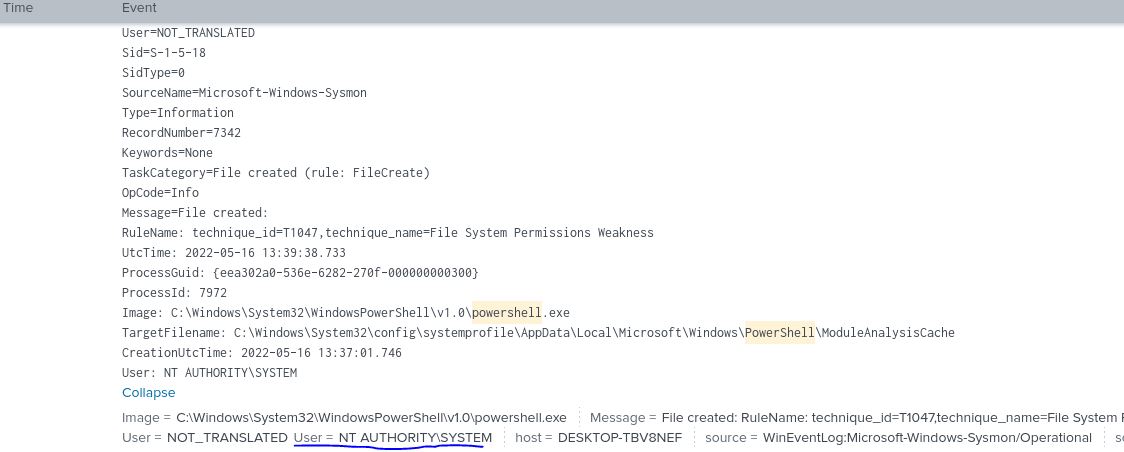 Time Event
User=NOT_TRANSLATED
Sid=S-1-5-18
SidType=0
SourceName=Microsoft-Windows-Sysmon
Type=Information
RecordNumber=7342
Keywords=None
TaskCategory=File created (rule: FileCreate)
OpCode=Info
Message=File created:
RuleName: technique_id=T1047,technique_name=File System Permissions Weakness
UtcTime: 2022-05-16 13:39:38.733
ProcessGuid: {eea302a0-536e-6282-270f-000000000300}
ProcessId: 7972
Image: C:\Windows\System32\WindowsPowerShell\v1.0\powershell.exe
TargetFilename: C:\Windows\System32\config\systemprofile\AppData\Local\Microsoft\Windows\PowerShell\ModuleAnalysisCache
CreationUtcTime: 2022-05-16 13:37:01.746
User: NT AUTHORITY\SYSTEM
Collapse
Image = C:\Windows\System32\WindowsPowerShell\v1.0\powershell.exe Message = File created: RuleName: technique_id=T1047,technique_name=File System
User = NOT_TRANSLATED User = NT AUTHORITY\SYSTEM host = DESKTOP-TBV8NEF source = WinEventLog:Microsoft-Windows-Sysmon/Operational